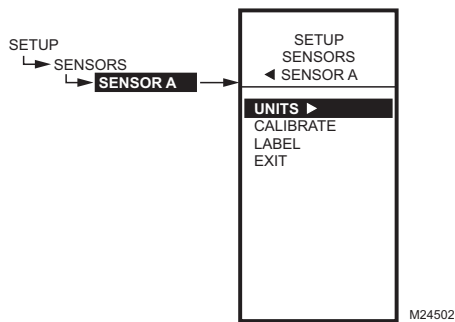 SETUP
SENSORS
SENSOR A
SETUP
SENSORS
◄ SENSOR A
UNITS ►
CALIBRATE
LABEL
EXIT
M24502